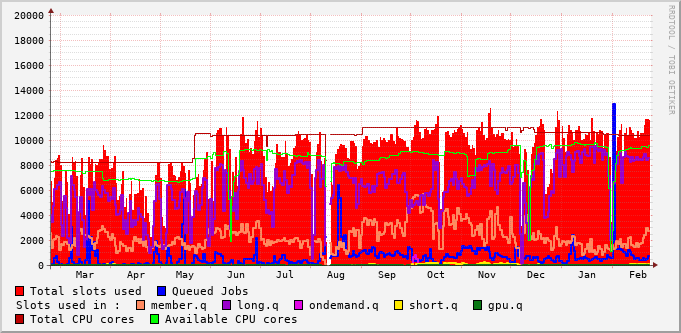 20000
18000
16000
14000
12000
10000
8000
6000
4000
2000
0
Mar Apr May Jun Jul Aug Sep Oct Nov Dec Jan Feb
RRDTOOL / TOBI OETIKER
Total slots used Queued Jobs
Slots used in : member.q long.q ondemand.q short.q gpu.q
Total CPU cores Available CPU cores